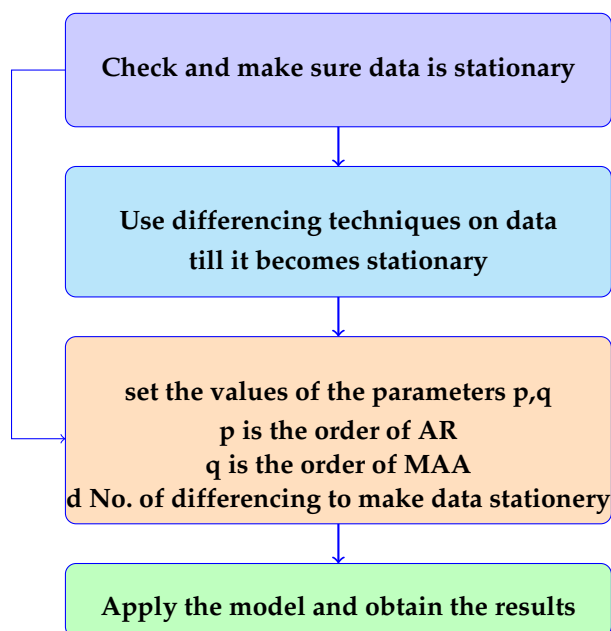 Check and make sure data is stationary
Use differencing techniques on data
till it becomes stationary
set the values of the parameters p,q
p is the order of AR
q is the order of MAA
d No. of differencing to make data stationery
Apply the model and obtain the results